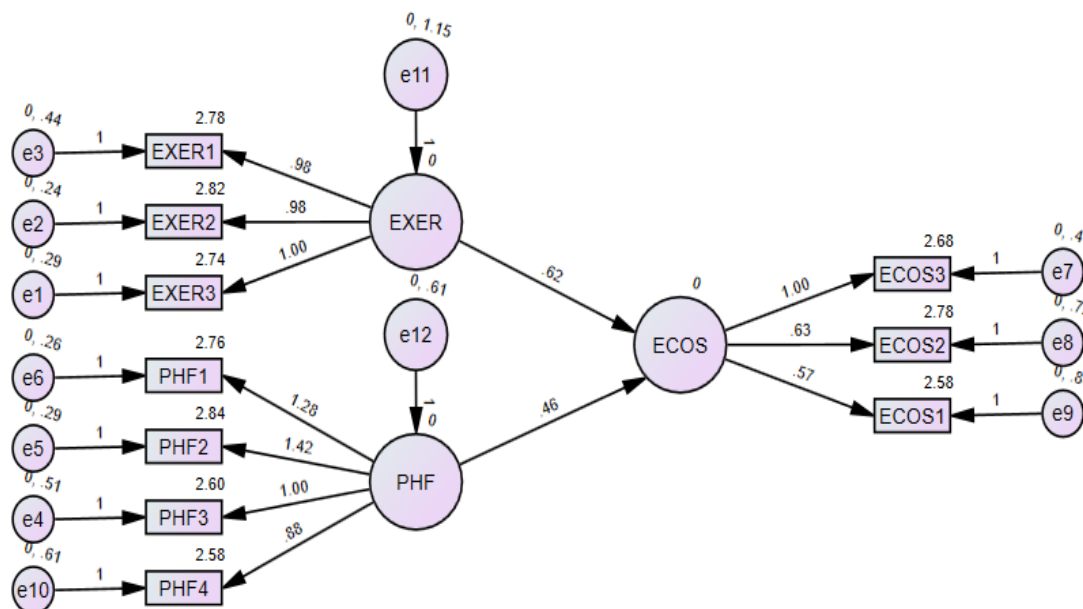 0, 1.15
e11
0, .44
e3
1
2.78
EXER1
.98
1
0
0, .24
e2
1
2.82
EXER2
.98
EXER
0, .29
e1
1
2.74
EXER3
1.00
.62
0, .61
e12
0, .26
e6
1
2.76
PHF1
1.28
1
0
0, .29
e5
1
2.84
PHF2
1.42
PHF
.46
0, .51
e4
1
2.60
PHF3
1.00
0, .61
e10
1
2.58
PHF4
.88
0
ECOS
1.00
2.68
ECOS3
1
e7
.63
2.78
ECOS2
1
e8
.57
2.58
ECOS1
1
e9